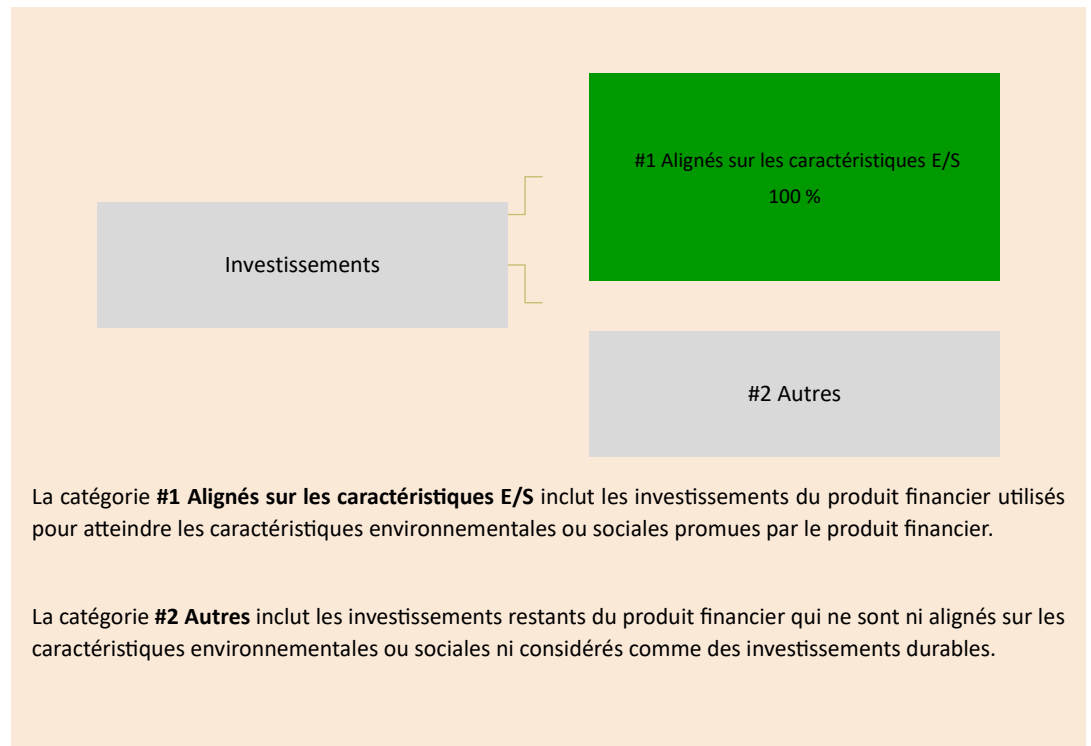 #1 Alignés sur les caractéristiques E/S
100 %
Investissements
#2 Autres
La catégorie #1 Alignés sur les caractéristiques E/S inclut les investissements du produit financier utilisés
pour atteindre les caractéristiques environnementales ou sociales promues par le produit financier.
La catégorie #2 Autres inclut les investissements restants du produit financier qui ne sont ni alignés sur les
caractéristiques environnementales ou sociales ni considérés comme des investissements durables.